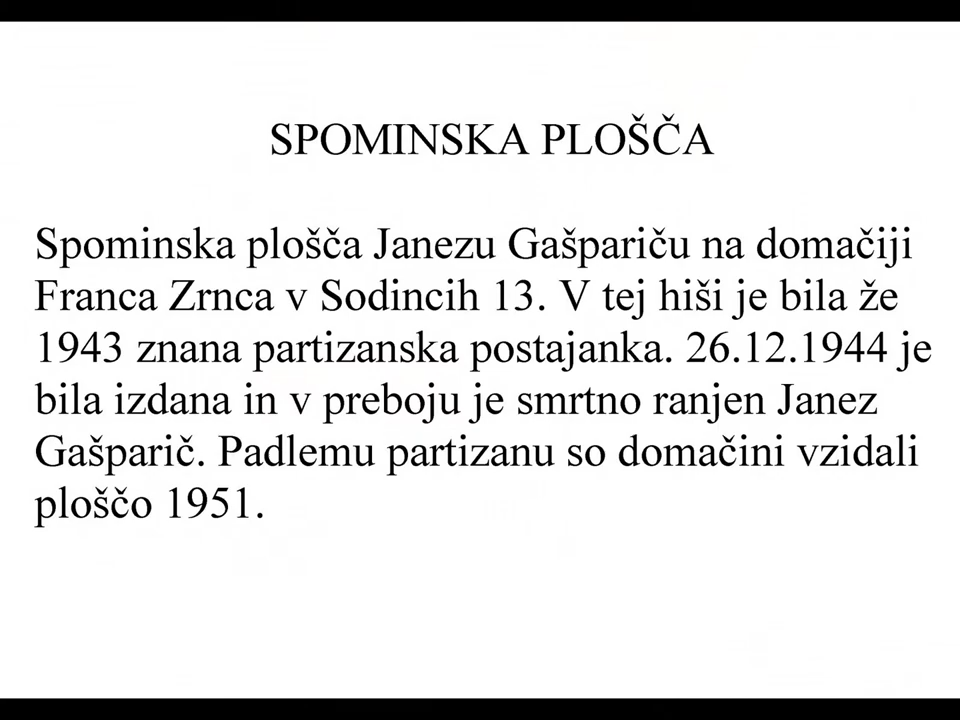 SPOMINSKA PLOŠČA
Spominska plošča Janezu Gašpariču na domačiji
Franca Zrnca v Sodincih 13. V tej hiši je bila že
1943 znana partizanska postajanka. 26.12.1944 je
bila izdana in v preboju je smrtno ranjen Janez
Gašparič. Padlemu partizanu so domačini vzidali
ploščo 1951.